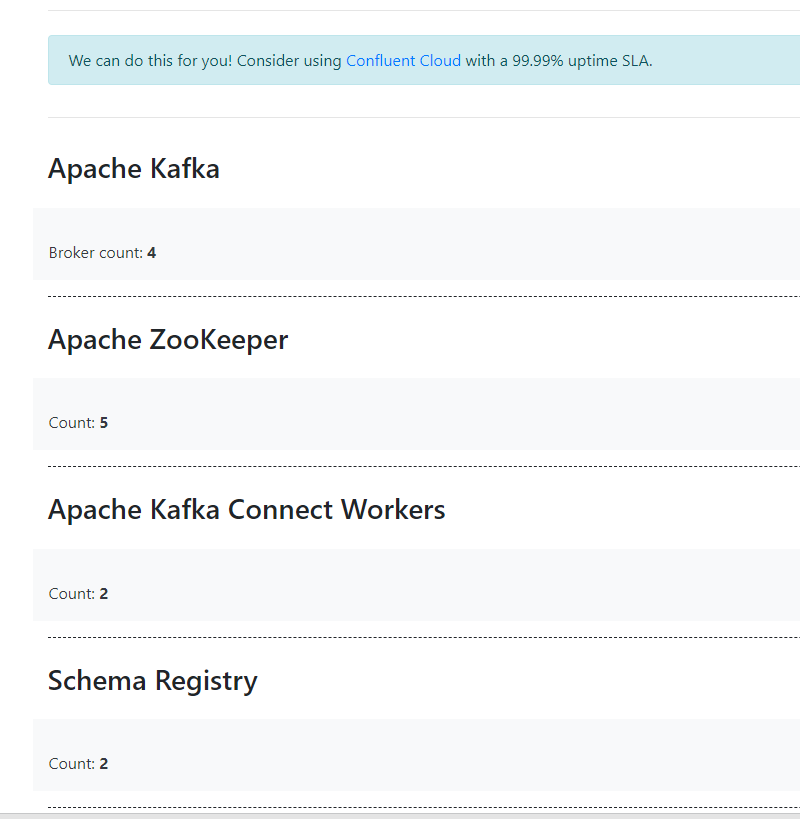 We can do this for you! Consider using Confluent Cloud with a 99.99% uptime SLA.
Apache Kafka
Broker count: 4
Apache ZooKeeper
Count: 5
Apache Kafka Connect Workers
Count: 2
Schema Registry
Count: 2